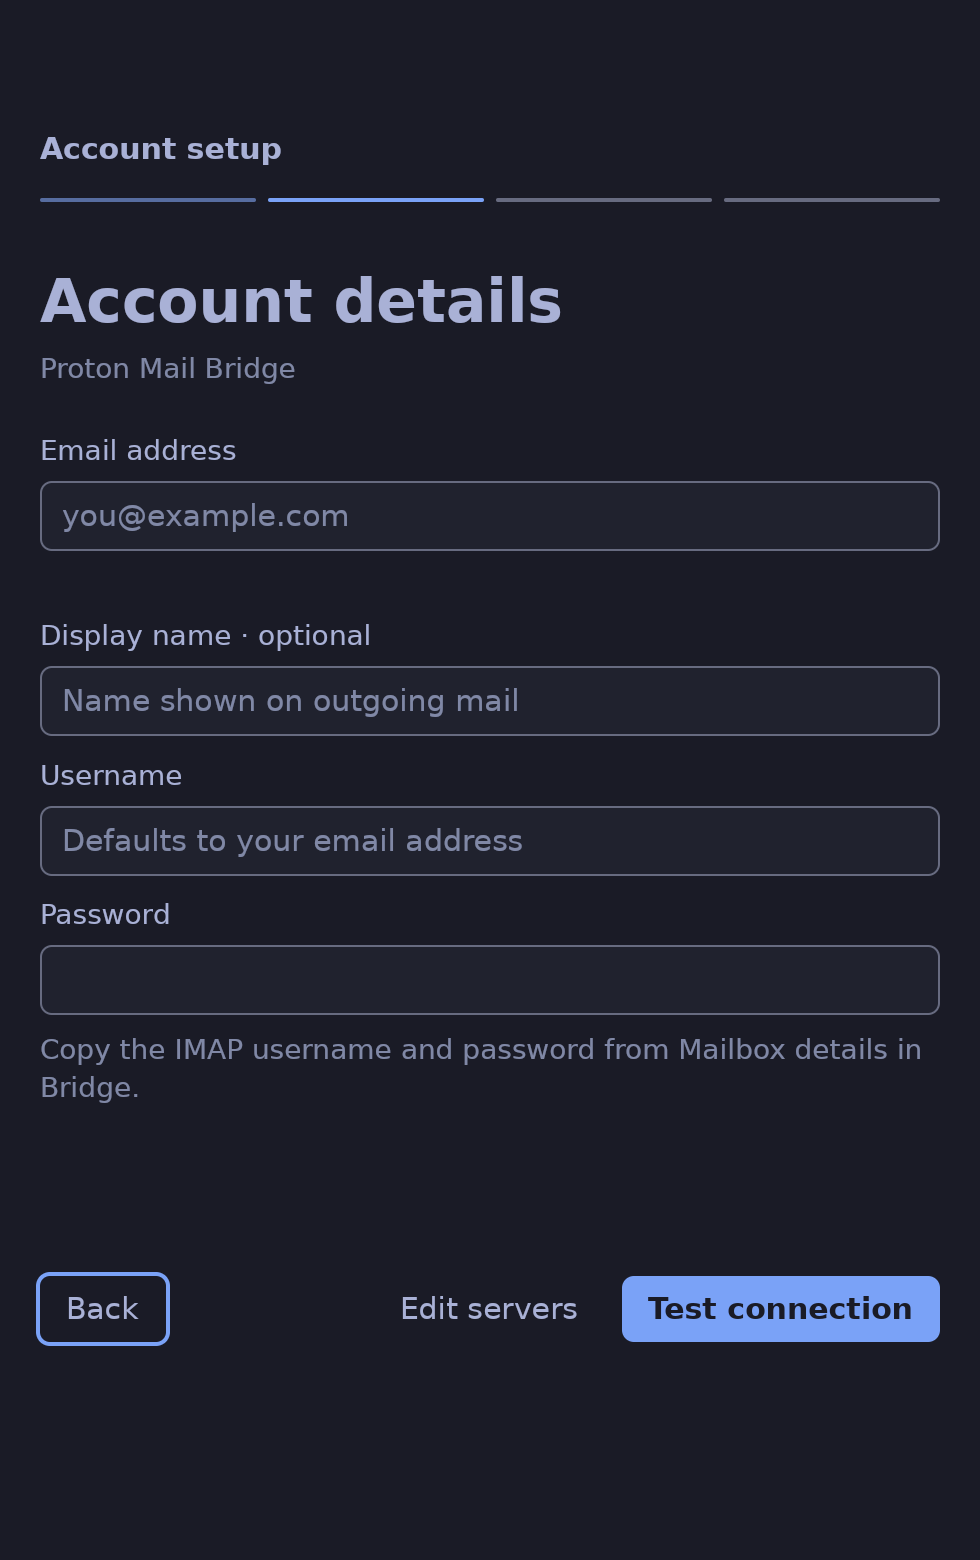 Account setup
Account details
Proton Mail Bridge
Email address
you@example.com
Display name · optional
Name shown on outgoing mail
Username
Defaults to your email address
Password
Copy the IMAP username and password from Mailbox details in
Bridge.
Back
Edit servers
Test connection